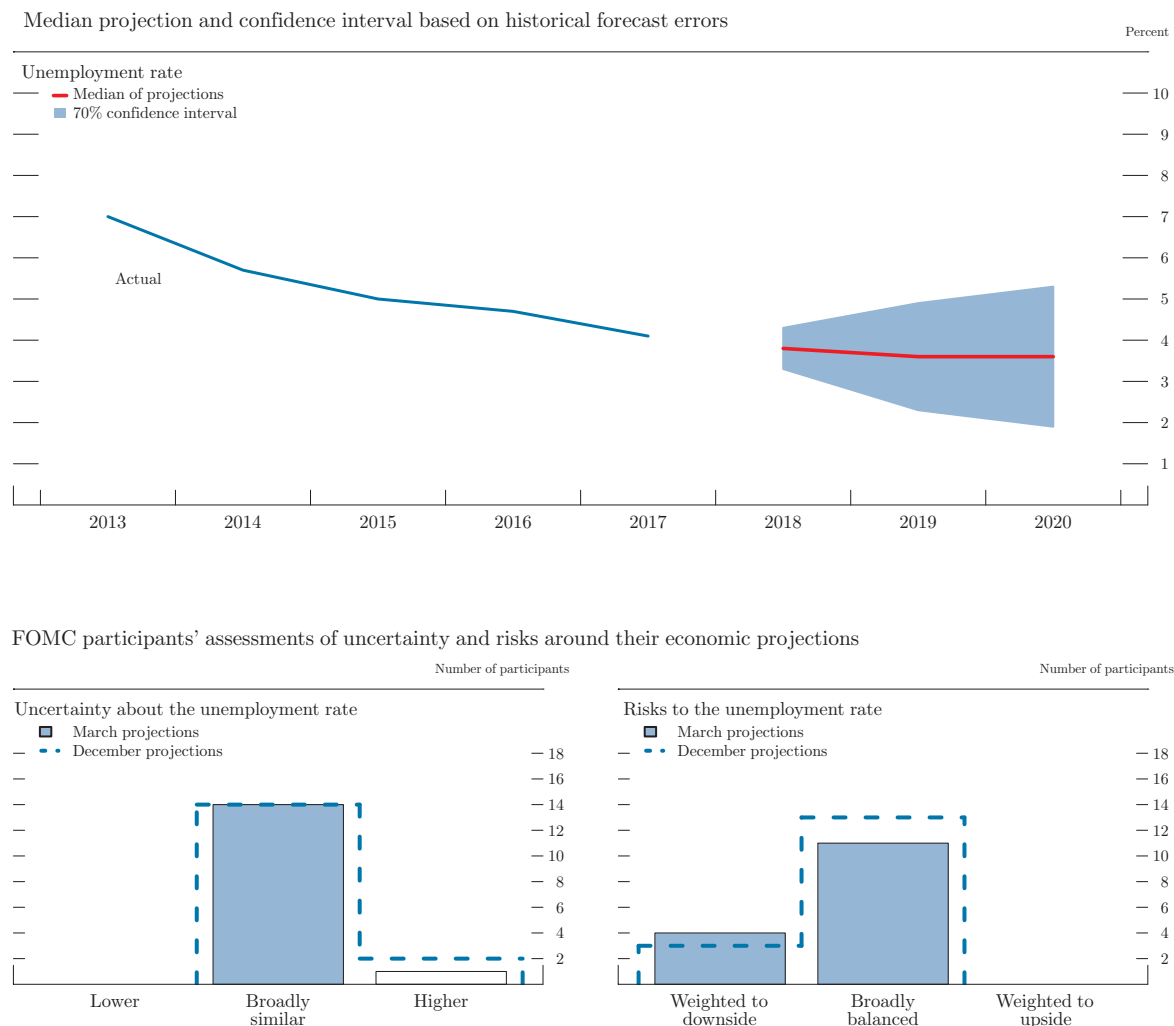 Median projection and confidence interval based on historical forecast errors
Percent
Unemployment rate
Median of projections
70% confidence interval
10
9
8
7
6
5
4
3
2
1
Actual
2013 2014 2015 2016 2017 2018 2019 2020
FOMC participants’ assessments of uncertainty and risks around their economic projections
Number of participants
Uncertainty about the unemployment rate
March projections
December projections
18
16
14
12
10
8
6
4
2
Lower Broadly similar Higher
Number of participants
Risks to the unemployment rate
March projections
December projections
18
16
14
12
10
8
6
4
2
Weighted to downside Broadly balanced Weighted to upside